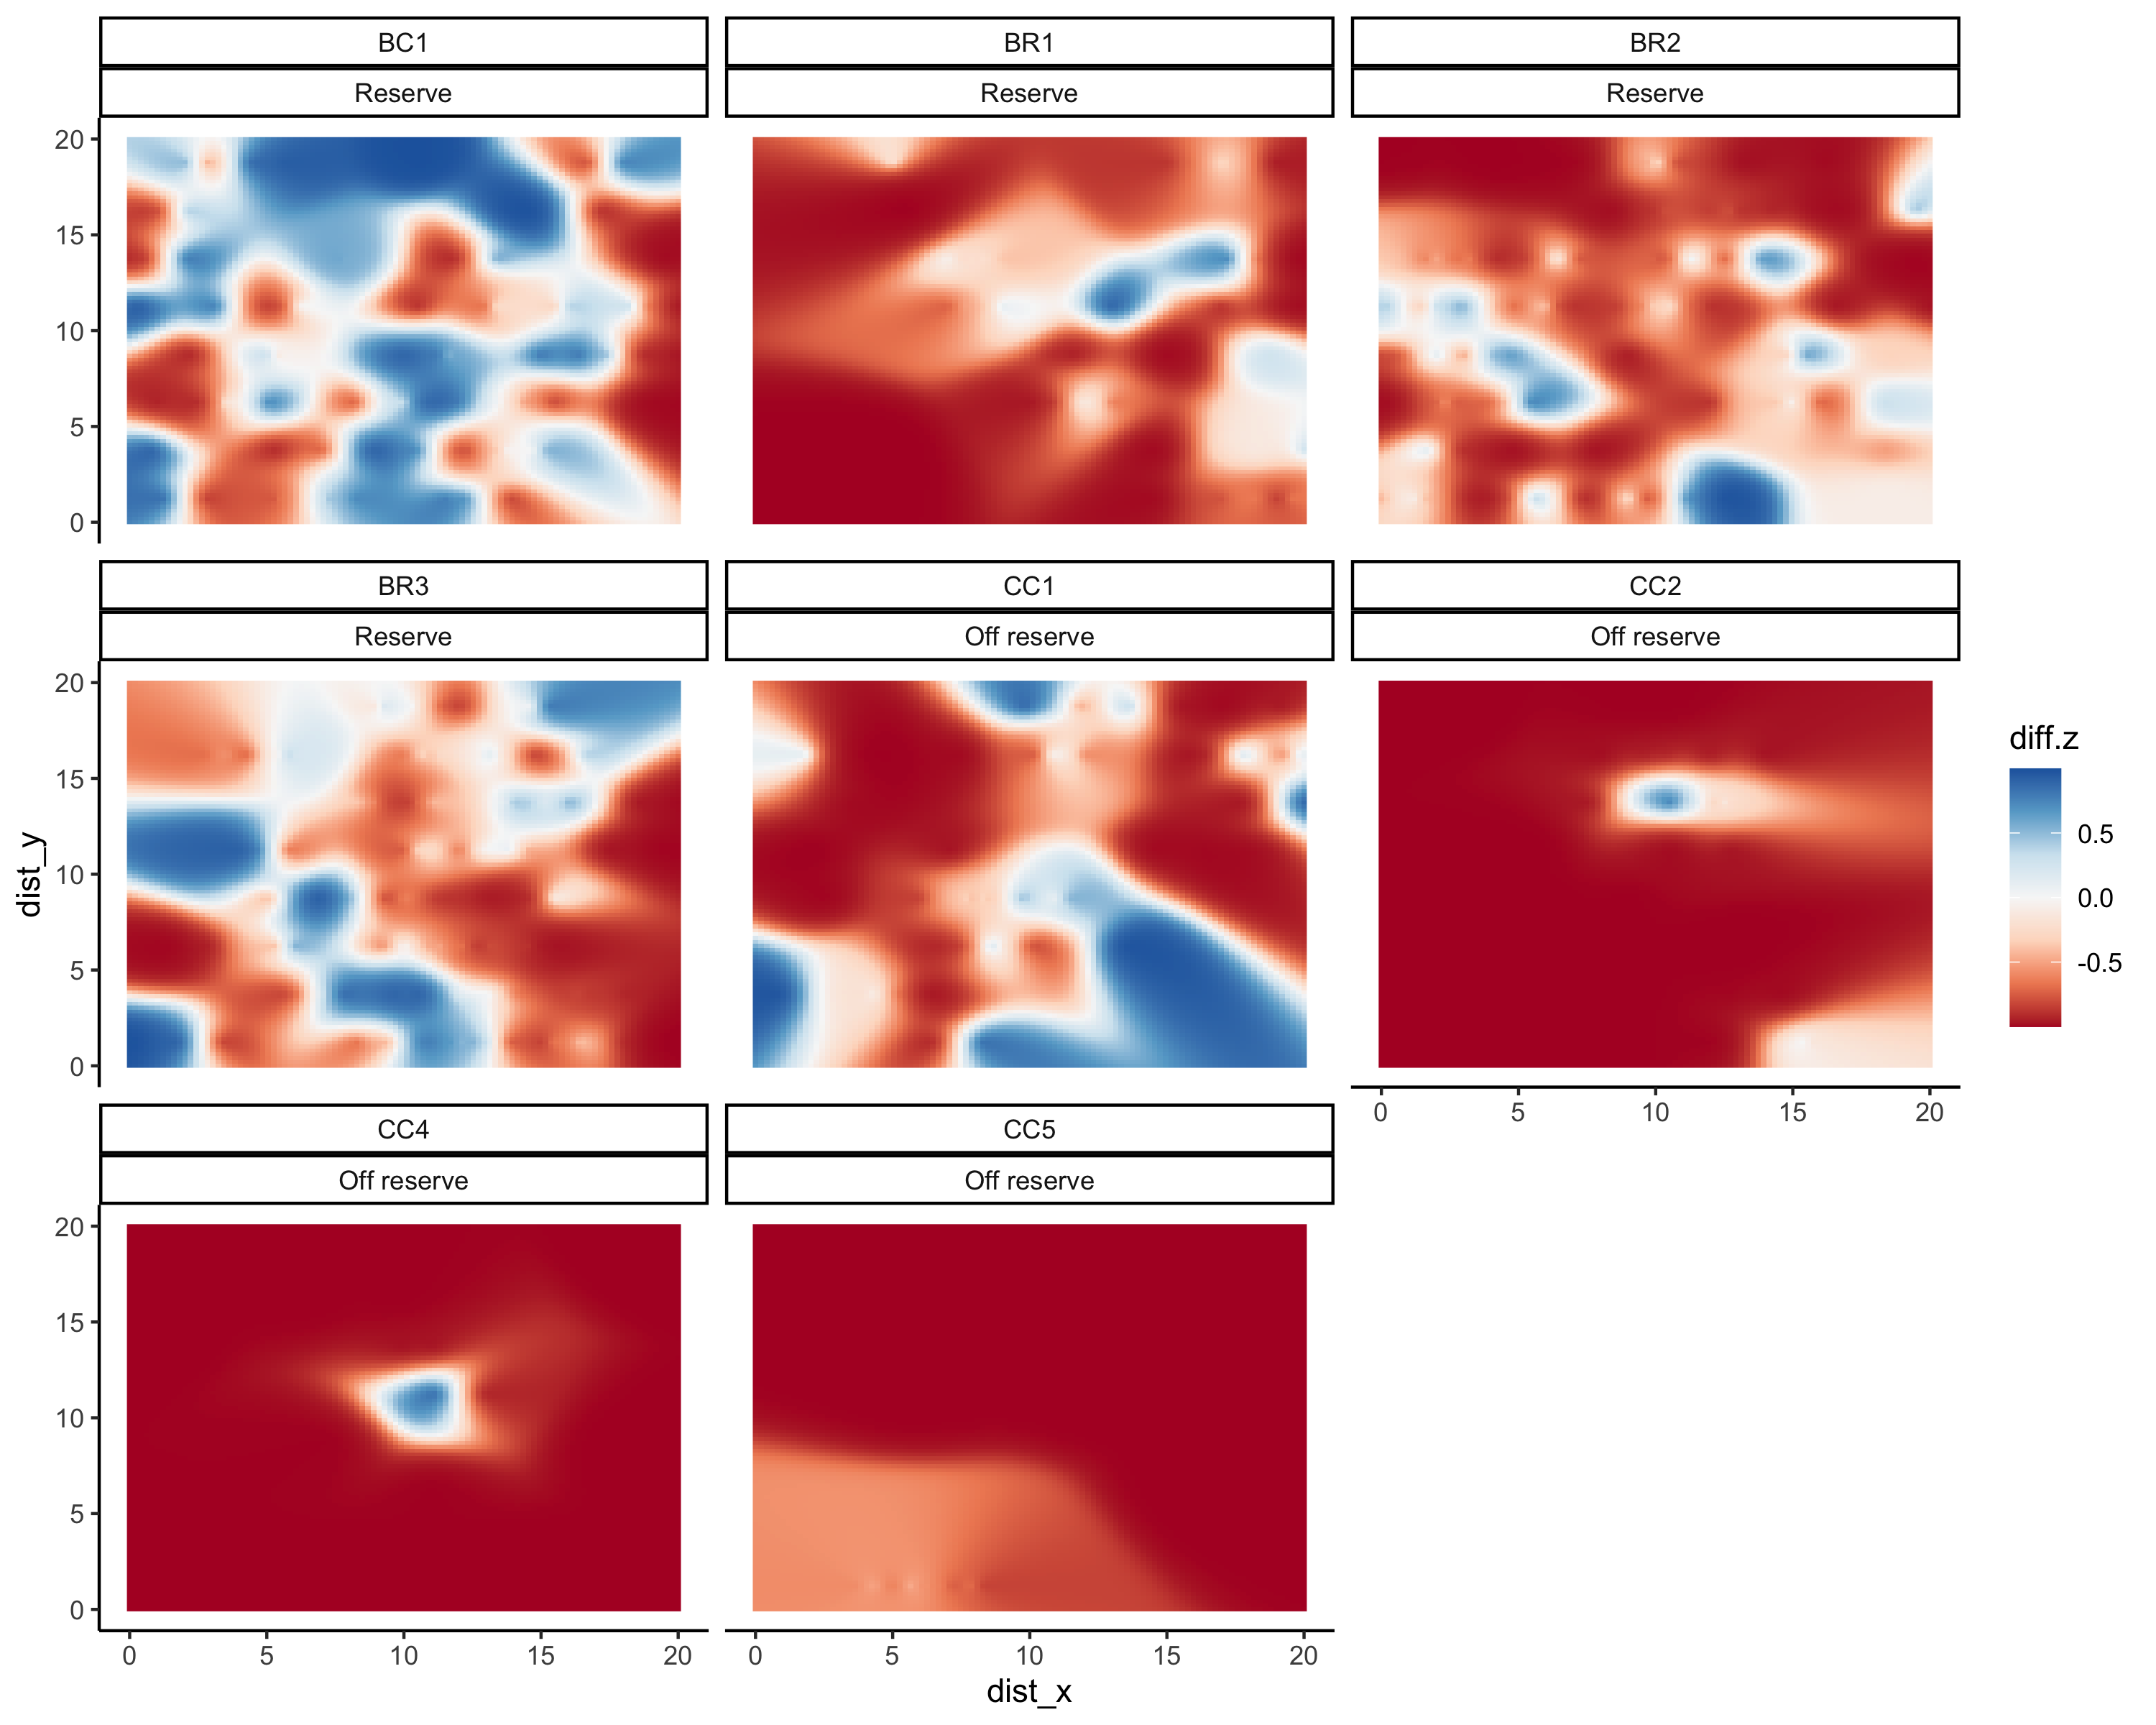 BC1 BR1 BR2
Reserve Reserve Reserve
20
15
10
5
0
BR3 CC1 CC2
Reserve Off reserve Off reserve
20
15
10
5
0
0 5 10 15 20
CC4 CC5
Off reserve Off reserve
20
15
10
5
0
0 5 10 15 20 0 5 10 15 20
dist_x
dist_y
diff.z
0.5
0.0
-0.5